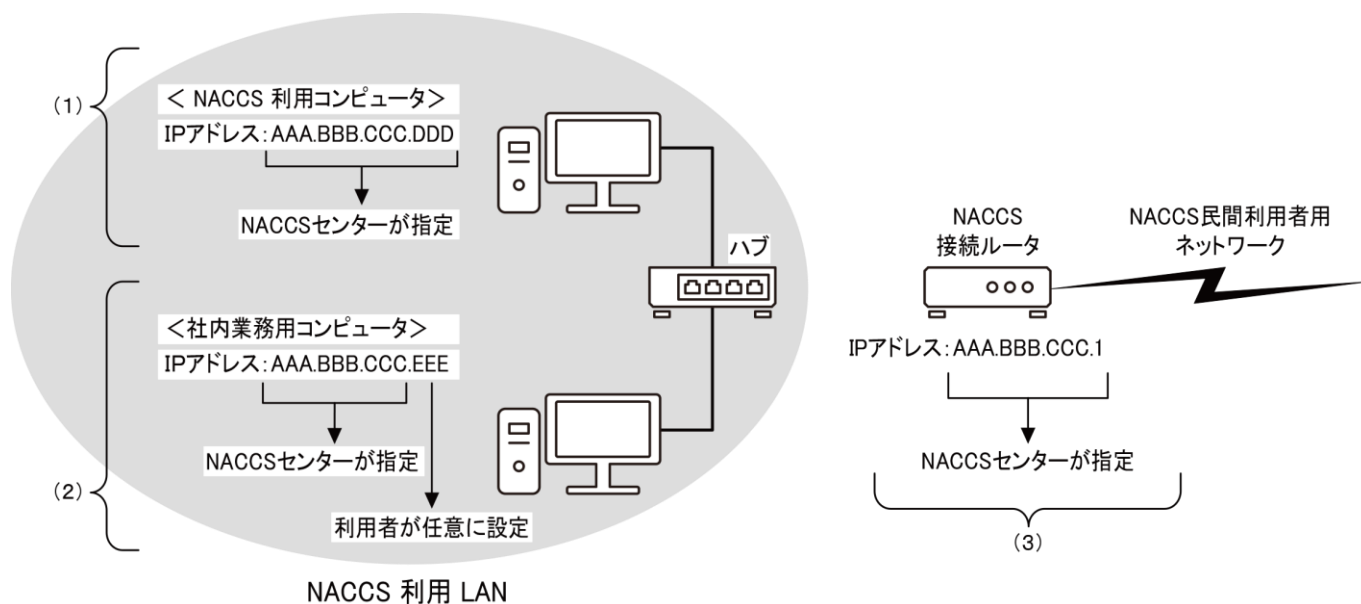 (1)
< NACCS 利用コンピュータ>
IPアドレス:AAA.BBB.CCC.DDD
NACCSセンターが指定
ハブ
(2)
<社内業務用コンピュータ>
IPアドレス:AAA.BBB.CCC.EEE
NACCSセンターが指定
利用者が任意に設定
NACCS 利用 LAN
NACCS
接続ルータ
NACCS民間利用者用
ネットワーク
IPアドレス:AAA.BBB.CCC.1
NACCSセンターが指定
(3)